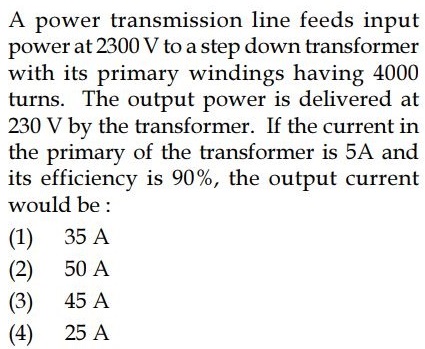 A power transmission line feeds input
power at 2300 V to a step down transformer
with its primary windings having 4000
turns. The output power is delivered at
230 V by the transformer. If the current in
the primary of the transformer is 5A and
its efficiency is 90%, the output current
would be :
(1) 35 A
(2) 50 A
(3) 45 A
(4) 25 A